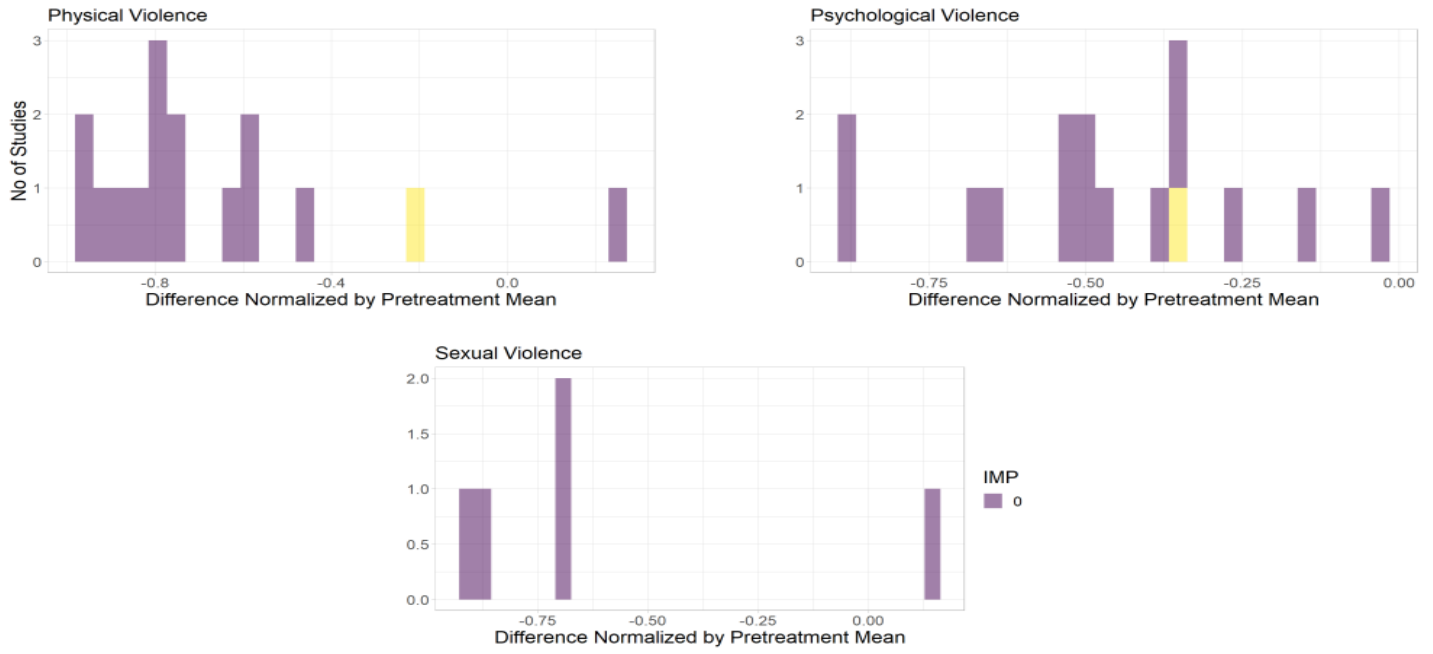 Physical Violence
3
2
1
0
No of Studies
-0.8 -0.4 0.0
Difference Normalized by Pretreatment Mean
Psychological Violence
3
2
1
0
-0.75 -0.50 -0.25 0.00
Difference Normalized by Pretreatment Mean
Sexual Violence
2.0
1.5
1.0
0.5
0.0
-0.75 -0.50 -0.25 0.00
Difference Normalized by Pretreatment Mean
IMP
0